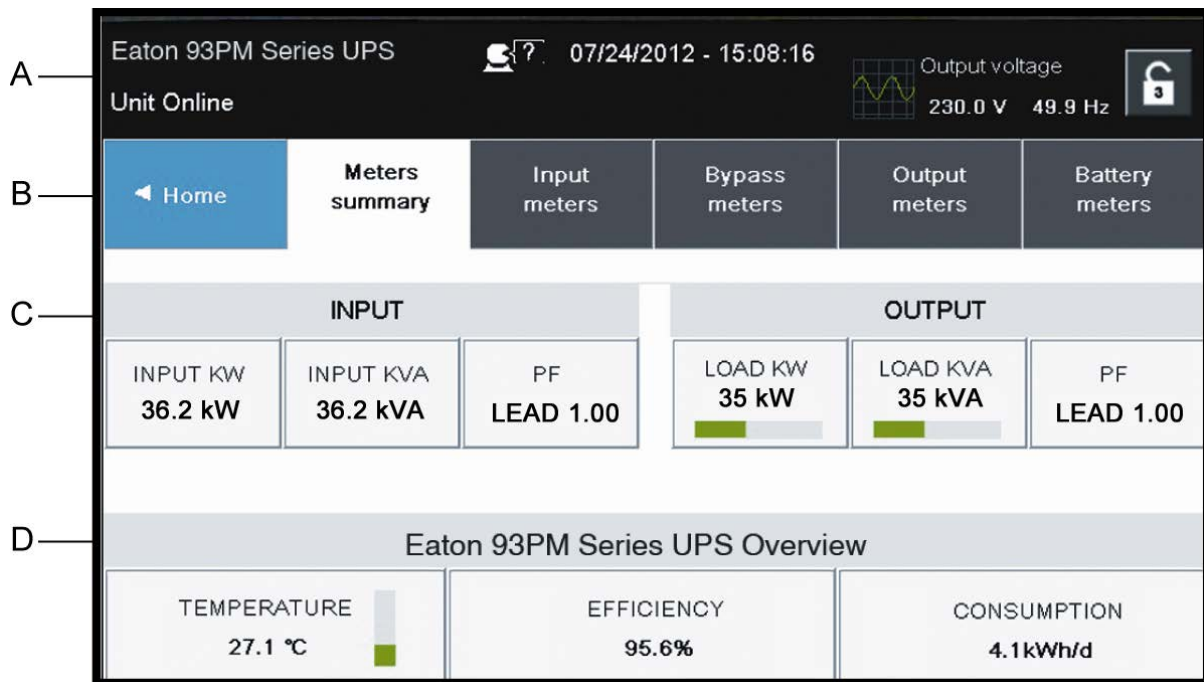 A
Eaton 93PM Series UPS
?
07/24/2012 - 15:08:16
Unit Online
Output voltage
230.0 V 49.9 Hz
3
B
Home
Meters
summary
Input
meters
Bypass
meters
Output
meters
Battery
meters
C
INPUT
OUTPUT
INPUT KW
36.2 kW
INPUT KVA
36.2 kVA
PF
LEAD 1.00
LOAD KW
35 kW
LOAD KVA
35 kVA
PF
LEAD 1.00
D
Eaton 93PM Series UPS Overview
TEMPERATURE
27.1 °C
EFFICIENCY
95.6%
CONSUMPTION
4.1kWh/d